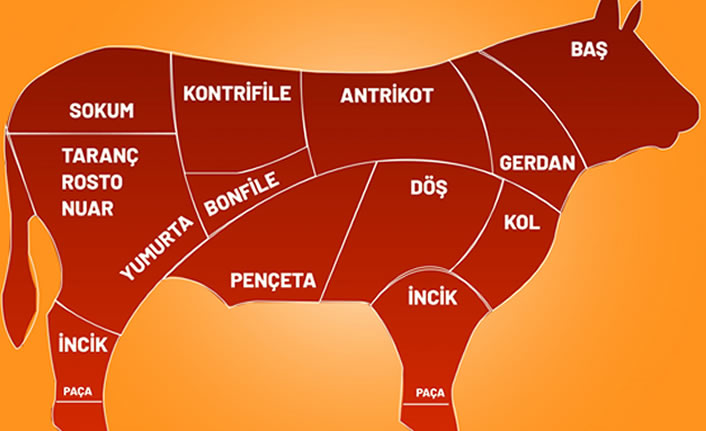 BAŞ
KONTRİFİLE
ANTRİKOT
SOKUM
TARANÇ
ROSTO
NUAR
GERDAN
BONFİLE
DÖŞ
KOL
YUMURTA
PENÇETA
İNCİK
İNCİK
PAÇA
PAÇA